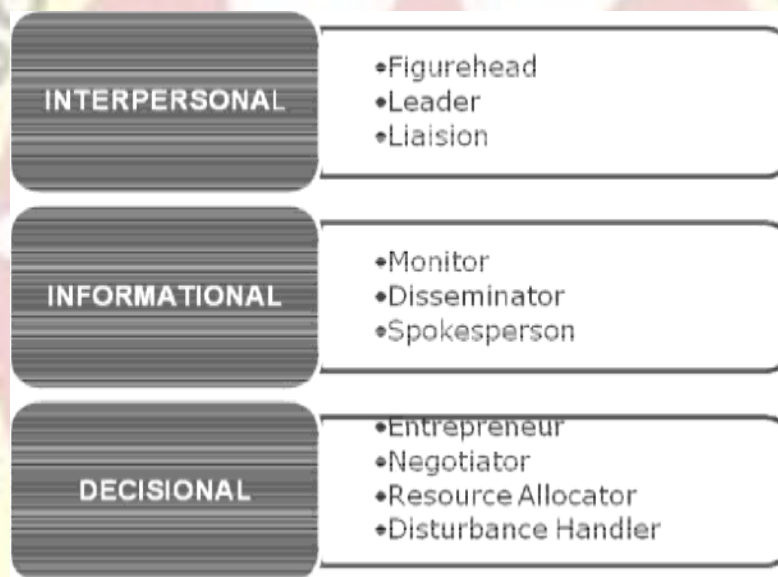 INTERPERSONAL
•Figurehead
•Leader
•Liaision
INFORMATIONAL
•Monitor
•Disseminator
•Spokesperson
DECISIONAL
•Entrepreneur
•Negotiator
•Resource Allocator
•Disturbance Handler